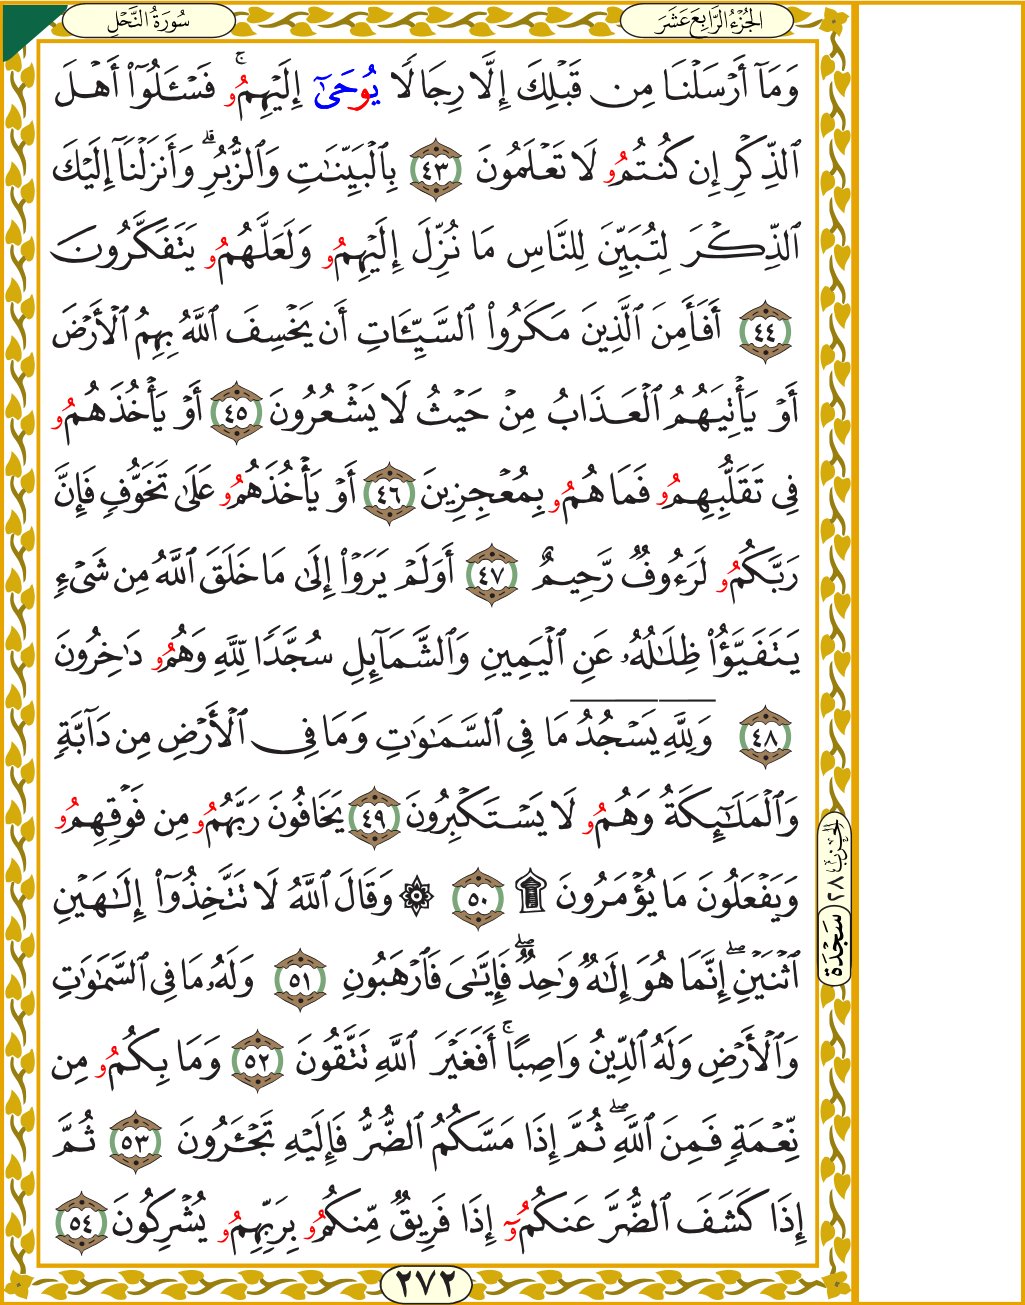 الجُزْءُ الرَّابِعَ عَشَرَ
سُورَةُ النَّحْلِ
وَمَآ أَرْسَلْنَا مِن قَبْلِكَ إِلَّا رِجَالًا يُوحَىٰٓ إِلَيْهِمُۥ ۚ فَسْـَٔلُوٓا۟ أَهْلَ
ٱلذِّكْرِ إِن كُنتُمُۥ لَا تَعْلَمُونَ ٤٣ بِٱلْبَيِّنَـٰتِ وَٱلزُّبُرِ ۗ وَأَنزَلْنَآ إِلَيْكَ
ٱلذِّكْرَ لِتُبَيِّنَ لِلنَّاسِ مَا نُزِّلَ إِلَيْهِمُۥ وَلَعَلَّهُمُۥ يَتَفَكَّرُونَ
٤٤ أَفَأَمِنَ ٱلَّذِينَ مَكَرُوا۟ ٱلسَّيِّـَٔاتِ أَن يَخْسِفَ ٱللَّهُ بِهِمُ ٱلْأَرْضَ
أَوْ يَأْتِيَهُمُ ٱلْعَذَابُ مِنْ حَيْثُ لَا يَشْعُرُونَ ٤٥ أَوْ يَأْخُذَهُمُۥ
فِى تَقَلُّبِهِمُۥ فَمَا هُمُۥ بِمُعْجِزِينَ ٤٦ أَوْ يَأْخُذَهُمُۥ عَلَىٰ تَخَوُّفٍ فَإِنَّ
رَبَّكُمُۥ لَرَءُوفٌ رَّحِيمٌ ٤٧ أَوَلَمْ يَرَوْا۟ إِلَىٰ مَا خَلَقَ ٱللَّهُ مِن شَىْءٍ
يَتَفَيَّؤُا۟ ظِلَـٰلُهُۥ عَنِ ٱلْيَمِينِ وَٱلشَّمَآئِلِ سُجَّدًا لِّلَّهِ وَهُمُۥ دَٰخِرُونَ
٤٨ وَلِلَّهِ يَسْجُدُ مَا فِى ٱلسَّمَـٰوَٰتِ وَمَا فِى ٱلْأَرْضِ مِن دَآبَّةٍ
وَٱلْمَلَـٰٓئِكَةُ وَهُمُۥ لَا يَسْتَكْبِرُونَ ٤٩ يَخَافُونَ رَبَّهُمُۥ مِن فَوْقِهِمُۥ
وَيَفْعَلُونَ مَا يُؤْمَرُونَ ۩ ٥٠ ۞ وَقَالَ ٱللَّهُ لَا تَتَّخِذُوٓا۟ إِلَـٰهَيْنِ
ٱثْنَيْنِ ۖ إِنَّمَا هُوَ إِلَـٰهٌ وَٰحِدٌ ۖ فَإِيَّـٰىَ فَٱرْهَبُونِ ٥١ وَلَهُۥ مَا فِى ٱلسَّمَـٰوَٰتِ
وَٱلْأَرْضِ وَلَهُ ٱلدِّينُ وَاصِبًا ۚ أَفَغَيْرَ ٱللَّهِ تَتَّقُونَ ٥٢ وَمَا بِكُمُۥ مِن
نِّعْمَةٍ فَمِنَ ٱللَّهِ ۖ ثُمَّ إِذَا مَسَّكُمُ ٱلضُّرُّ فَإِلَيْهِ تَجْـَٔرُونَ ٥٣ ثُمَّ
إِذَا كَشَفَ ٱلضُّرَّ عَنكُمُۥٓ إِذَا فَرِيقٌ مِّنكُمُۥ بِرَبِّهِمُۥ يُشْرِكُونَ ٥٤
الحِزْبُ ٢٨
سَجْدَة
٢٧٢